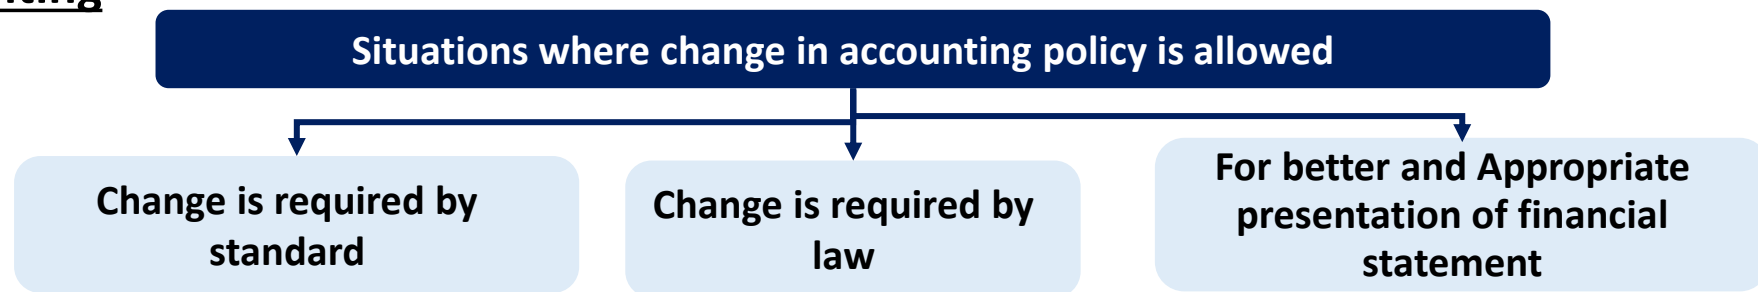 Situations where change in accounting policy is allowed
Change is required by
standard
Change is required by
law
For better and Appropriate
presentation of financial
statement